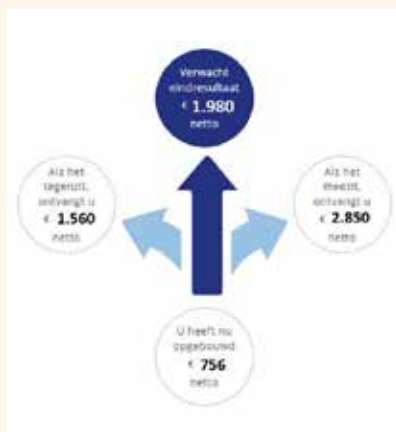 Verwacht
eindresultaat
€ 1.980
netto
Als het
tegenzit,
ontvangt u
€ 1.560
netto
Als het
meezit,
ontvangt u
€ 2.850
netto
U heeft nu
opgebouwd
€ 756
netto